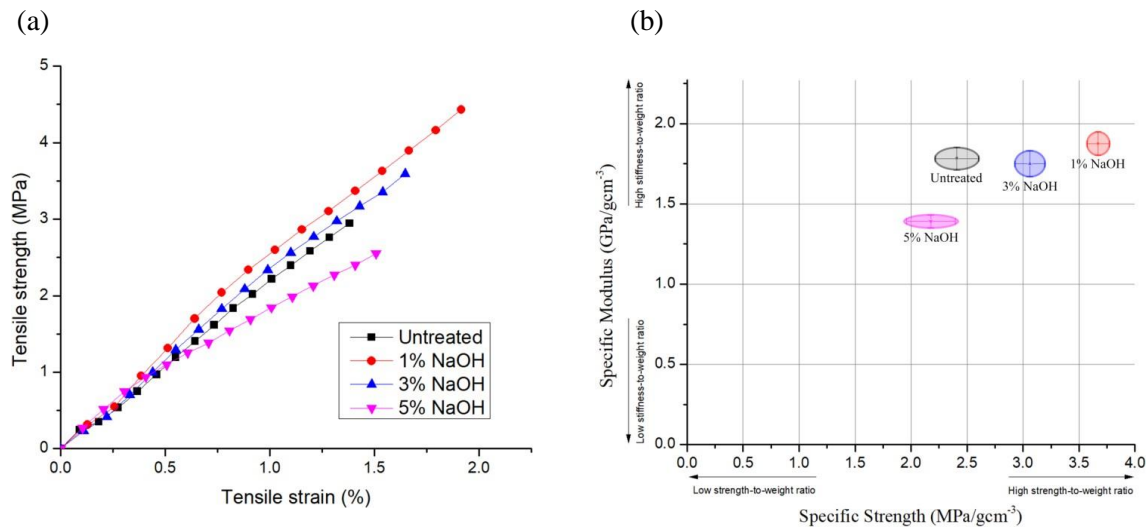 (a)
(b)
5
4
3
2
1
0
0.0
0.5
1.0
1.5
2.0
Tensile strength (MPa)
Tensile strain (%)
Untreated
1% NaOH
3% NaOH
5% NaOH
High stiffness-to-weight ratio
Low stiffness-to-weight ratio
Specific Modulus (GPa/gcm⁻³)
2.0
1.5
1.0
0.5
0.0
Untreated
3% NaOH
1% NaOH
5% NaOH
0.0
0.5
1.0
1.5
2.0
2.5
3.0
3.5
4.0
Low strength-to-weight ratio
High strength-to-weight ratio
Specific Strength (MPa/gcm⁻³)